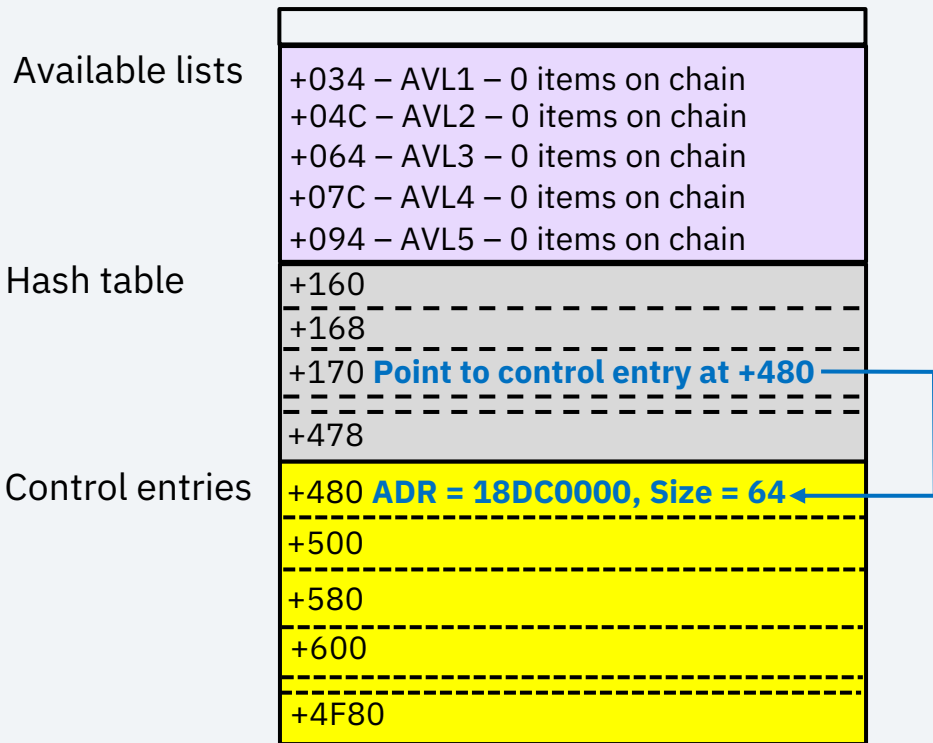 Available lists
+034 – AVL1 – 0 items on chain
+04C – AVL2 – 0 items on chain
+064 – AVL3 – 0 items on chain
+07C – AVL4 – 0 items on chain
+094 – AVL5 – 0 items on chain
Hash table
+160
+168
+170 Point to control entry at +480
+478
Control entries
+480 ADR = 18DC0000, Size = 64
+500
+580
+600
+4F80